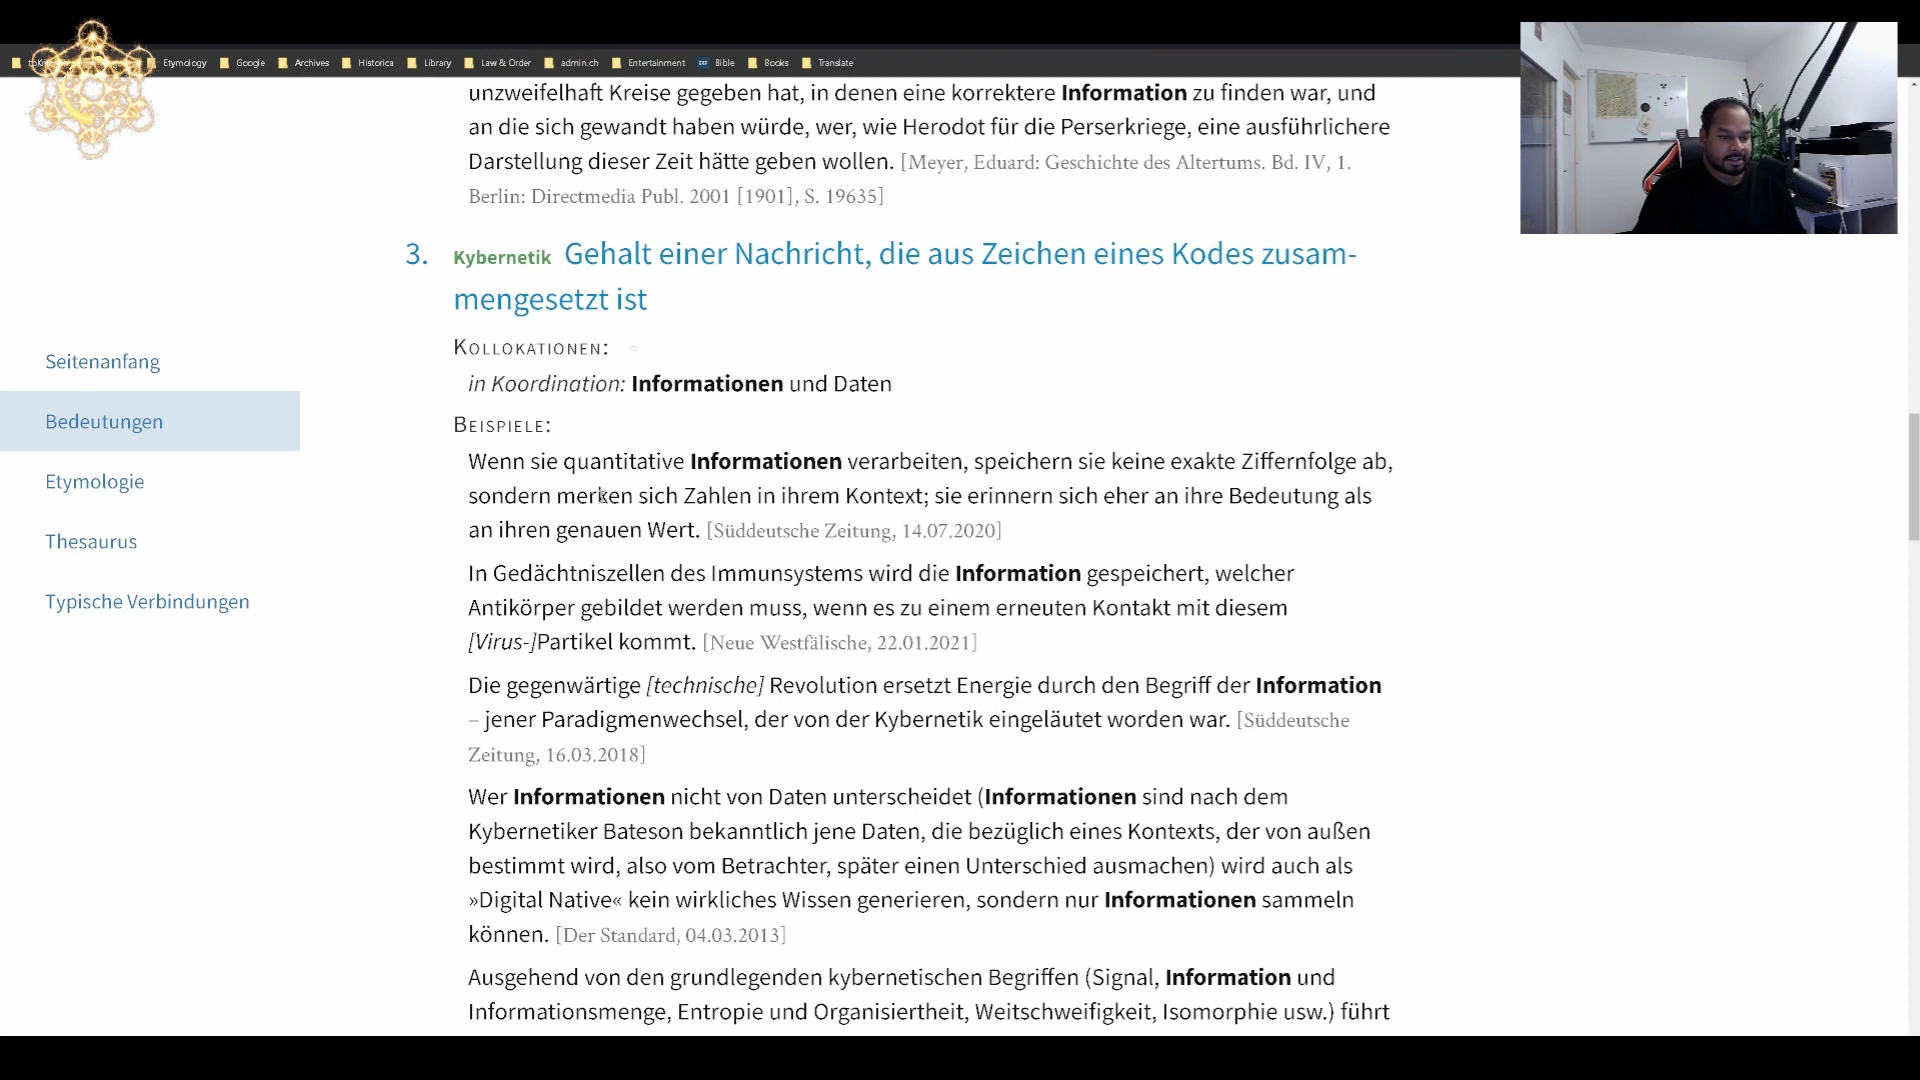 Etymology Google Archives Historica Library Law & Order admin.ch Entertainment Bible Books Translate
unzweifelhaft Kreise gegeben hat, in denen eine korrektere Information zu finden war, und
an die sich gewandt haben würde, wer, wie Herodot für die Perserkriege, eine ausführlichere
Darstellung dieser Zeit hätte geben wollen. [Meyer, Eduard: Geschichte des Altertums. Bd. IV, 1.
Berlin: Directmedia Publ. 2001 [1901], S. 19635]
3. Kybernetik Gehalt einer Nachricht, die aus Zeichen eines Kodes zusam-
mengesetzt ist
KOLLOKATIONEN:
in Koordination: Informationen und Daten
BEISPIELE:
Wenn sie quantitative Informationen verarbeiten, speichern sie keine exakte Ziffernfolge ab,
sondern merken sich Zahlen in ihrem Kontext; sie erinnern sich eher an ihre Bedeutung als
an ihren genauen Wert. [Süddeutsche Zeitung, 14.07.2020]
In Gedächtniszellen des Immunsystems wird die Information gespeichert, welcher
Antikörper gebildet werden muss, wenn es zu einem erneuten Kontakt mit diesem
[Virus-]Partikel kommt. [Neue Westfälische, 22.01.2021]
Die gegenwärtige [technische] Revolution ersetzt Energie durch den Begriff der Information
– jener Paradigmenwechsel, der von der Kybernetik eingeläutet worden war. [Süddeutsche
Zeitung, 16.03.2018]
Wer Informationen nicht von Daten unterscheidet (Informationen sind nach dem
Kybernetiker Bateson bekanntlich jene Daten, die bezüglich eines Kontexts, der von außen
bestimmt wird, also vom Betrachter, später einen Unterschied ausmachen) wird auch als
»Digital Native« kein wirkliches Wissen generieren, sondern nur Informationen sammeln
können. [Der Standard, 04.03.2013]
Ausgehend von den grundlegenden kybernetischen Begriffen (Signal, Information und
Informationsmenge, Entropie und Organisiertheit, Weitschweifigkeit, Isomorphie usw.) führt
Seitenanfang
Bedeutungen
Etymologie
Thesaurus
Typische Verbindungen